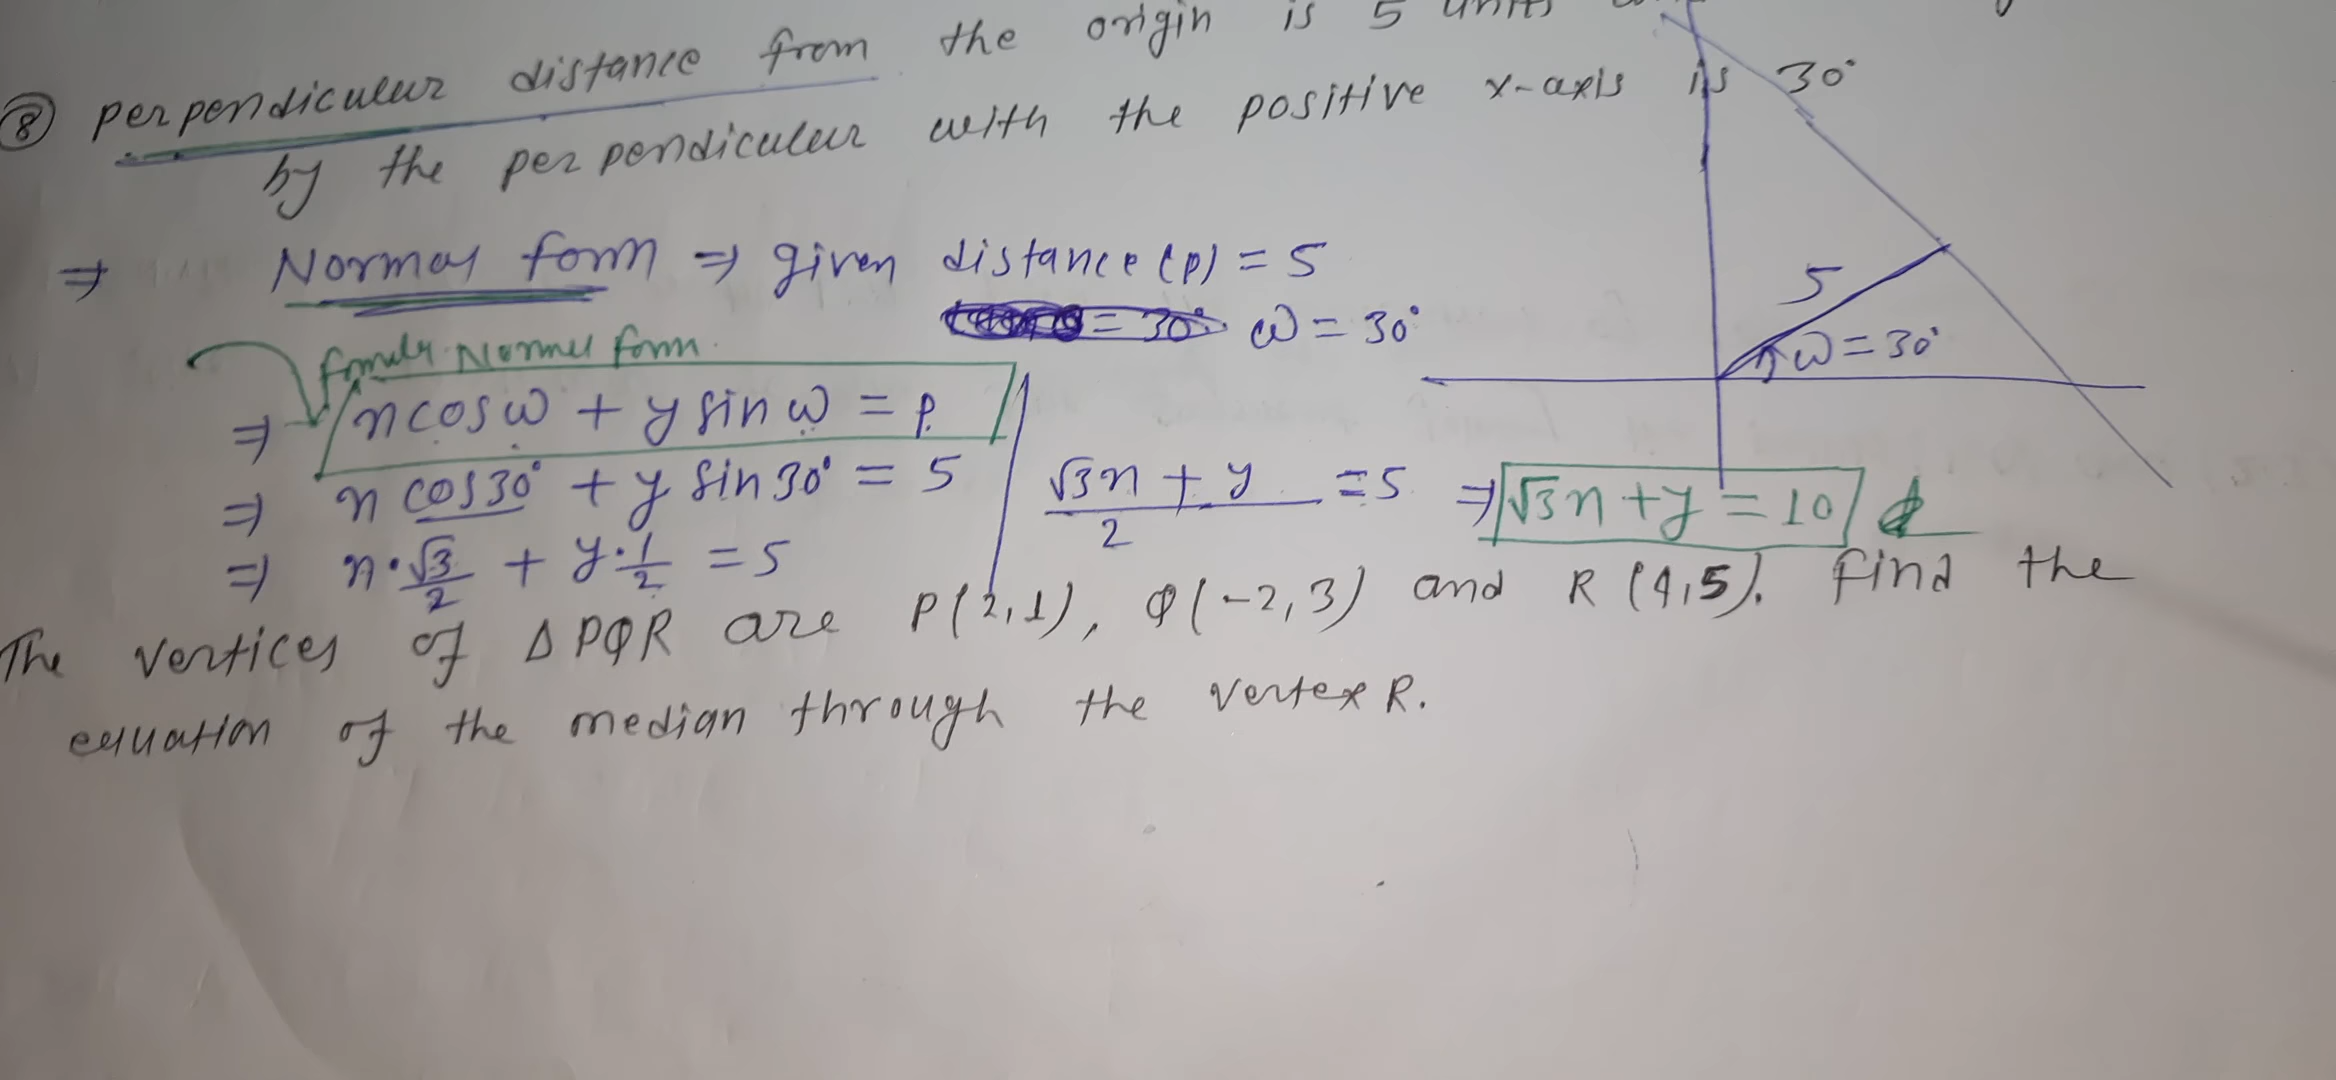 ⑧ perpendicular distance from the origin is 5 units
by the perpendicular with the positive x-axis is 30°
⇒ Normal form ⇒ given distance (p) = 5
ω = 30°
5
ω = 30°
Normal form.
⇒ x cos ω + y sin ω = p.
⇒ x cos 30° + y sin 30° = 5
⇒ x·√3/2 + y·1/2 = 5
(√3x + y)/2 = 5 ⇒ √3x + y = 10
The vertices of Δ PQR are P(2,1), Q(-2,3) and R (4,5). Find the
equation of the median through the vertex R.